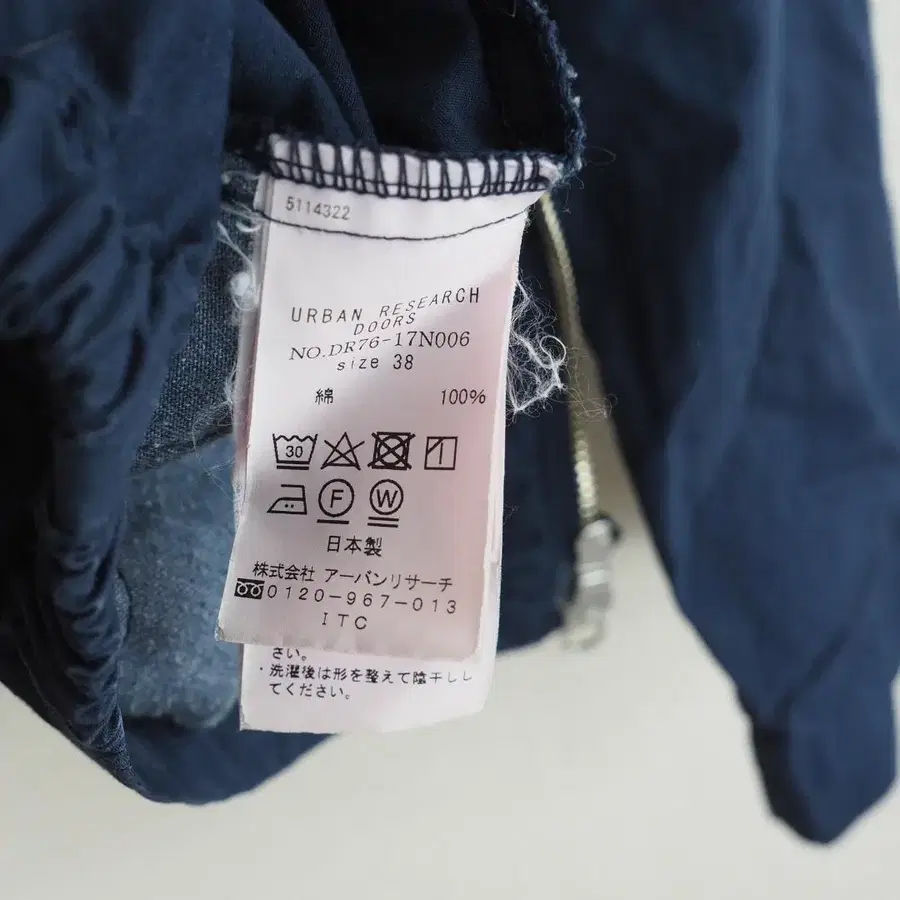 5114322
URBAN RESEARCH
DOORS
NO.DR76-17N006
size 38
綿 100%
30
F W
日本製
株式会社 アーバンリサーチ
0120-967-013
ITC
さい。
・洗濯後は形を整えて陰干しし
てください。